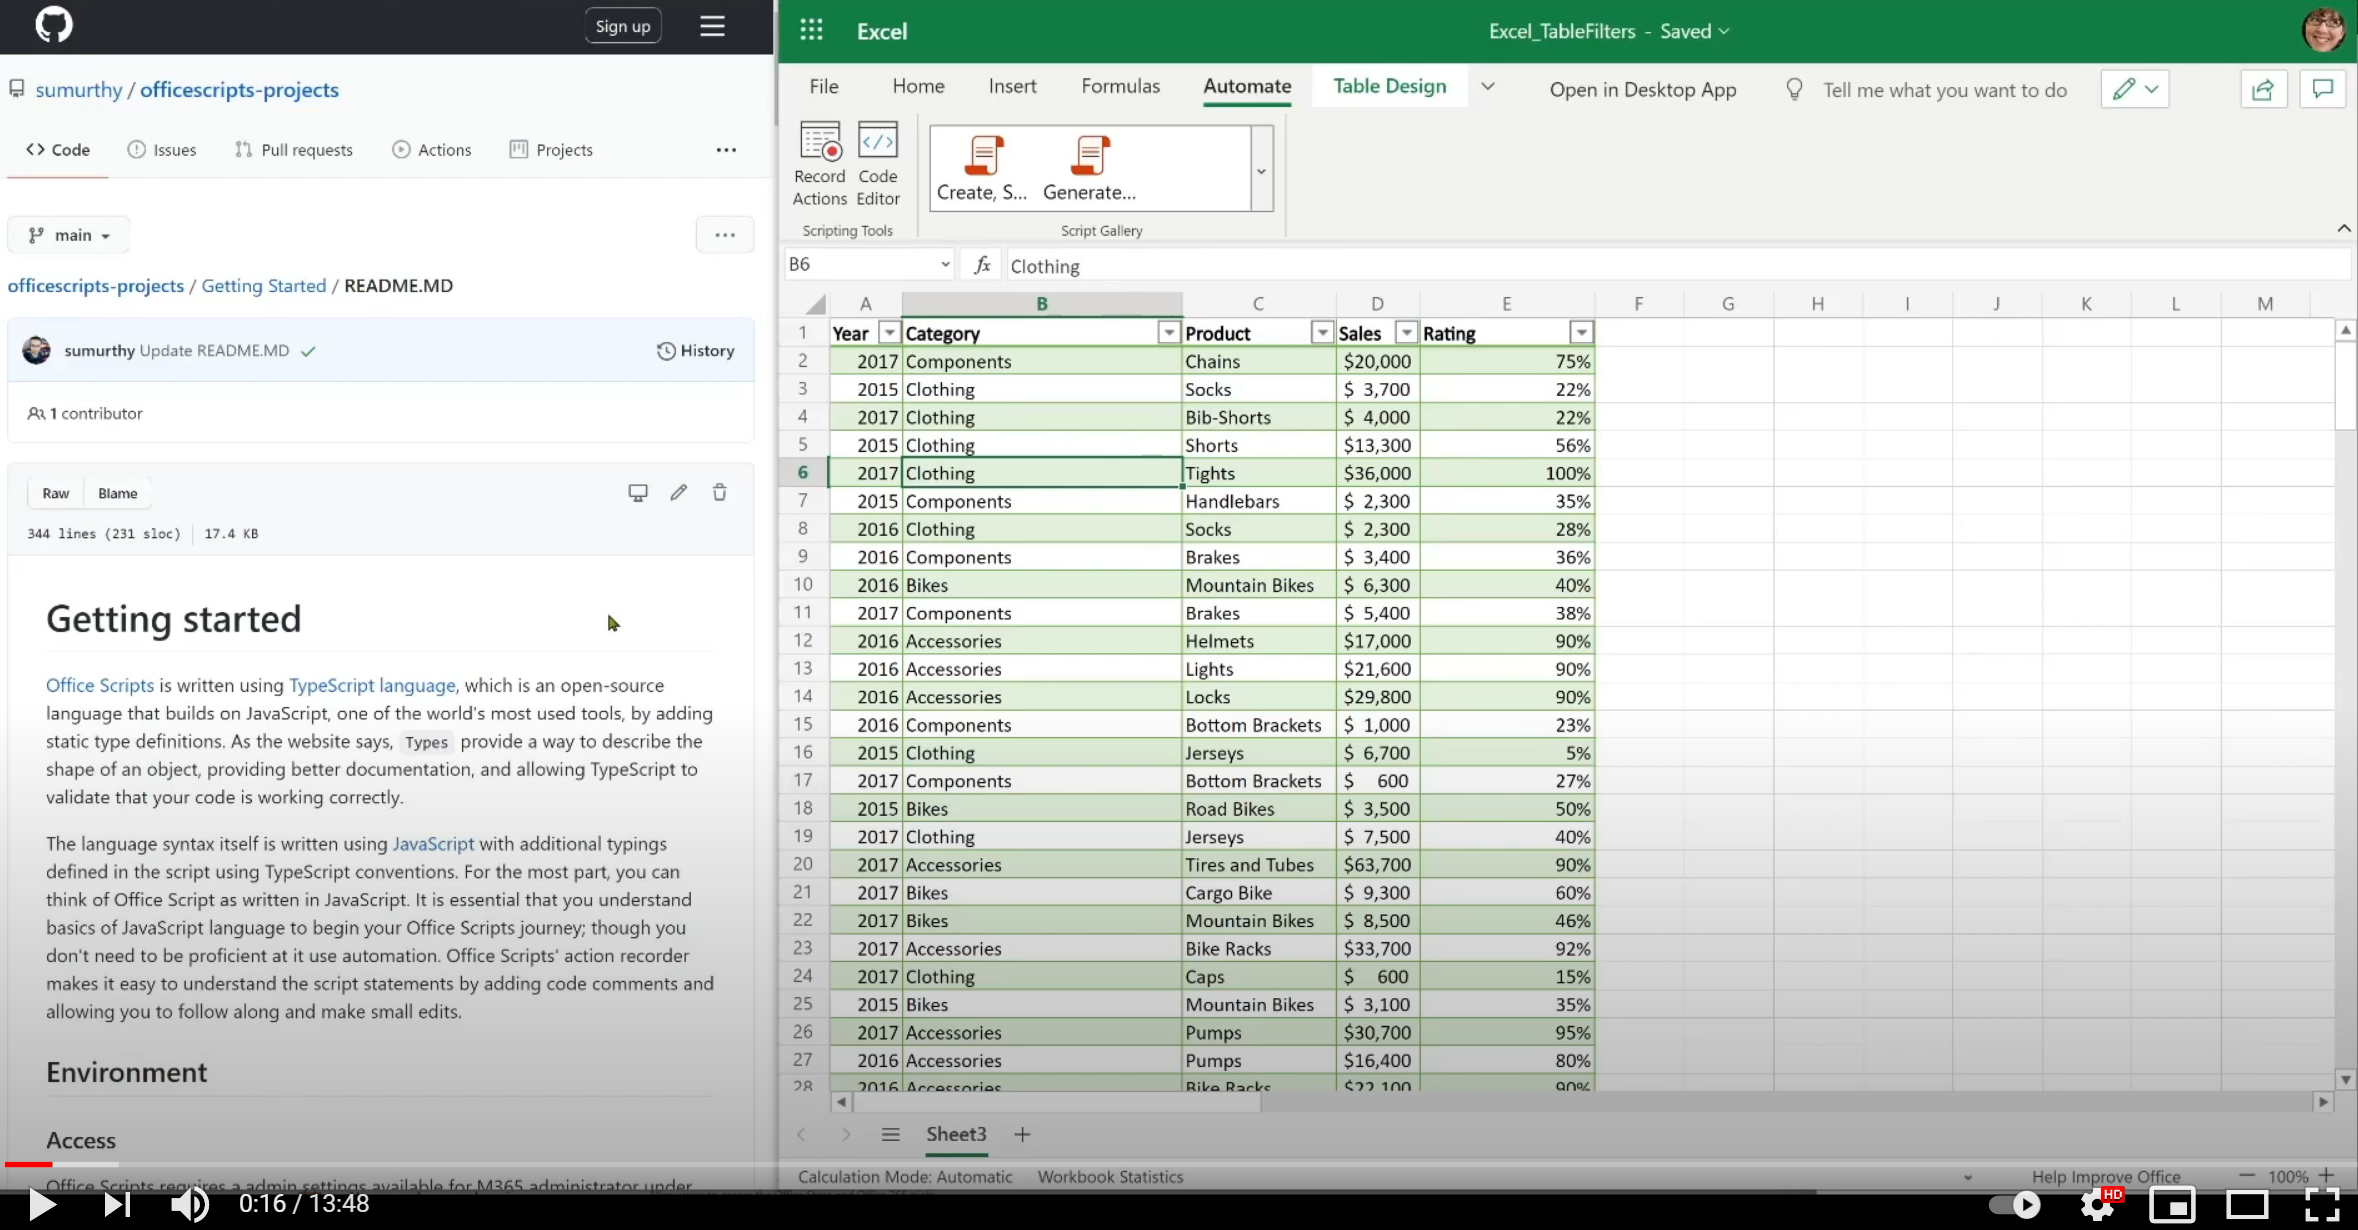 Sign up
sumurthy / officescripts-projects
Code Issues Pull requests Actions Projects
main
officescripts-projects / Getting Started / README.MD
sumurthy Update README.MD History
1 contributor
Raw Blame
344 lines (231 sloc) 17.4 KB
Getting started
Office Scripts is written using TypeScript language, which is an open-source
language that builds on JavaScript, one of the world's most used tools, by adding
static type definitions. As the website says, Types provide a way to describe the
shape of an object, providing better documentation, and allowing TypeScript to
validate that your code is working correctly.
The language syntax itself is written using JavaScript with additional typings
defined in the script using TypeScript conventions. For the most part, you can
think of Office Script as written in JavaScript. It is essential that you understand
basics of JavaScript language to begin your Office Scripts journey; though you
don't need to be proficient at it use automation. Office Scripts' action recorder
makes it easy to understand the script statements by adding code comments and
allowing you to follow along and make small edits.
Environment
Access
Office Scripts requires a admin settings available for M365 administrator under
Excel Excel_TableFilters - Saved
File Home Insert Formulas Automate Table Design Open in Desktop App Tell me what you want to do
Record Actions Code Editor Create, S... Generate...
Scripting Tools Script Gallery
B6 fx Clothing
A B C D E F G H I J K L M
1 Year Category Product Sales Rating
2 2017 Components Chains $20,000 75%
3 2015 Clothing Socks $ 3,700 22%
4 2017 Clothing Bib-Shorts $ 4,000 22%
5 2015 Clothing Shorts $13,300 56%
6 2017 Clothing Tights $36,000 100%
7 2015 Components Handlebars $ 2,300 35%
8 2016 Clothing Socks $ 2,300 28%
9 2016 Components Brakes $ 3,400 36%
10 2016 Bikes Mountain Bikes $ 6,300 40%
11 2017 Components Brakes $ 5,400 38%
12 2016 Accessories Helmets $17,000 90%
13 2016 Accessories Lights $21,600 90%
14 2016 Accessories Locks $29,800 90%
15 2016 Components Bottom Brackets $ 1,000 23%
16 2015 Clothing Jerseys $ 6,700 5%
17 2017 Components Bottom Brackets $ 600 27%
18 2015 Bikes Road Bikes $ 3,500 50%
19 2017 Clothing Jerseys $ 7,500 40%
20 2017 Accessories Tires and Tubes $63,700 90%
21 2017 Bikes Cargo Bike $ 9,300 60%
22 2017 Bikes Mountain Bikes $ 8,500 46%
23 2017 Accessories Bike Racks $33,700 92%
24 2017 Clothing Caps $ 600 15%
25 2015 Bikes Mountain Bikes $ 3,100 35%
26 2017 Accessories Pumps $30,700 95%
27 2016 Accessories Pumps $16,400 80%
28 2016 Accessories Bike Racks $22,100 90%
Sheet3
Calculation Mode: Automatic Workbook Statistics Help Improve Office 100%
0:16 / 13:48 HD